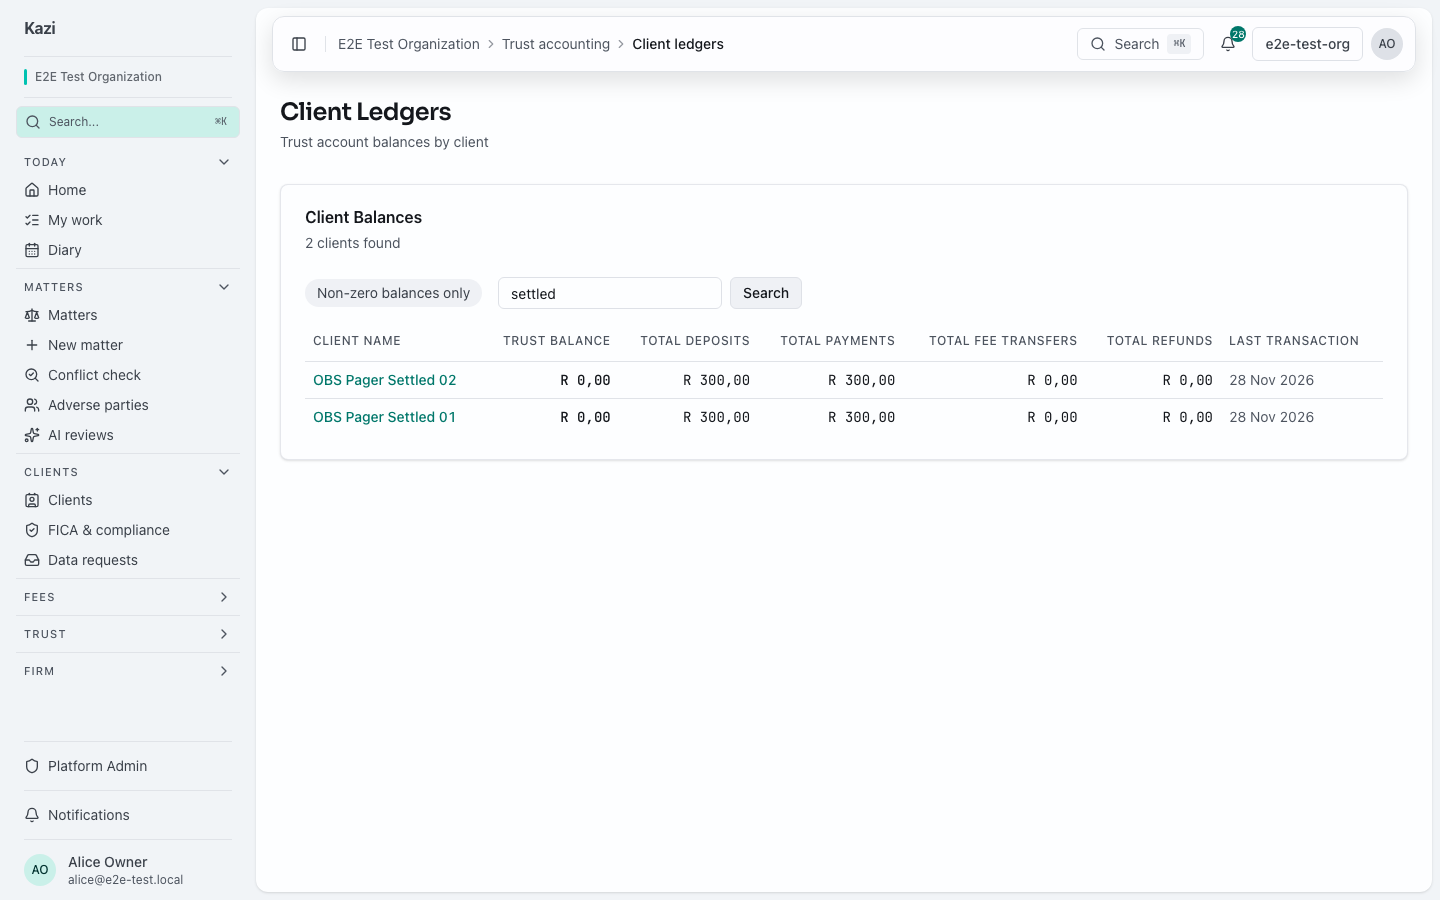 Kazi
E2E Test Organization
Search... ⌘K
TODAY
Home
My work
Diary
MATTERS
Matters
New matter
Conflict check
Adverse parties
AI reviews
CLIENTS
Clients
FICA & compliance
Data requests
FEES
TRUST
FIRM
Platform Admin
Notifications
AO Alice Owner
alice@e2e-test.local
E2E Test Organization > Trust accounting > Client ledgers
Search ⌘K
28
e2e-test-org
AO
Client Ledgers
Trust account balances by client
Client Balances
2 clients found
Non-zero balances only settled Search
CLIENT NAME TRUST BALANCE TOTAL DEPOSITS TOTAL PAYMENTS TOTAL FEE TRANSFERS TOTAL REFUNDS LAST TRANSACTION
OBS Pager Settled 02 R 0,00 R 300,00 R 300,00 R 0,00 R 0,00 28 Nov 2026
OBS Pager Settled 01 R 0,00 R 300,00 R 300,00 R 0,00 R 0,00 28 Nov 2026